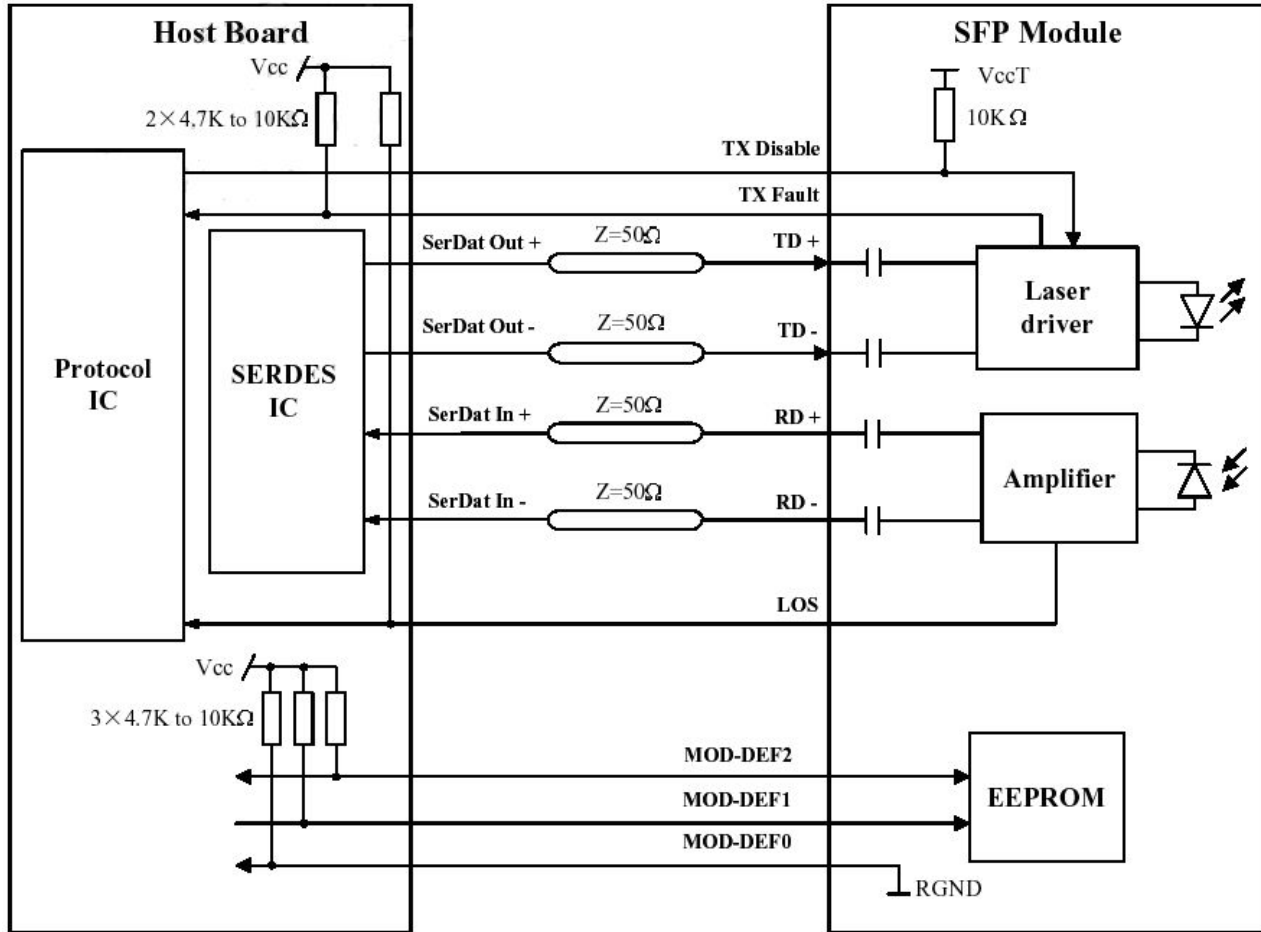 Host Board
SFP Module
Vcc
VccT
2×4.7K to 10KΩ
10KΩ
TX Disable
TX Fault
SerDat Out +
Z=50Ω
TD +
Laser
driver
SerDat Out -
Z=50Ω
TD -
Protocol
IC
SERDES
IC
SerDat In +
Z=50Ω
RD +
Amplifier
SerDat In -
Z=50Ω
RD -
LOS
Vcc
3×4.7K to 10KΩ
MOD-DEF2
MOD-DEF1
EEPROM
MOD-DEF0
RGND